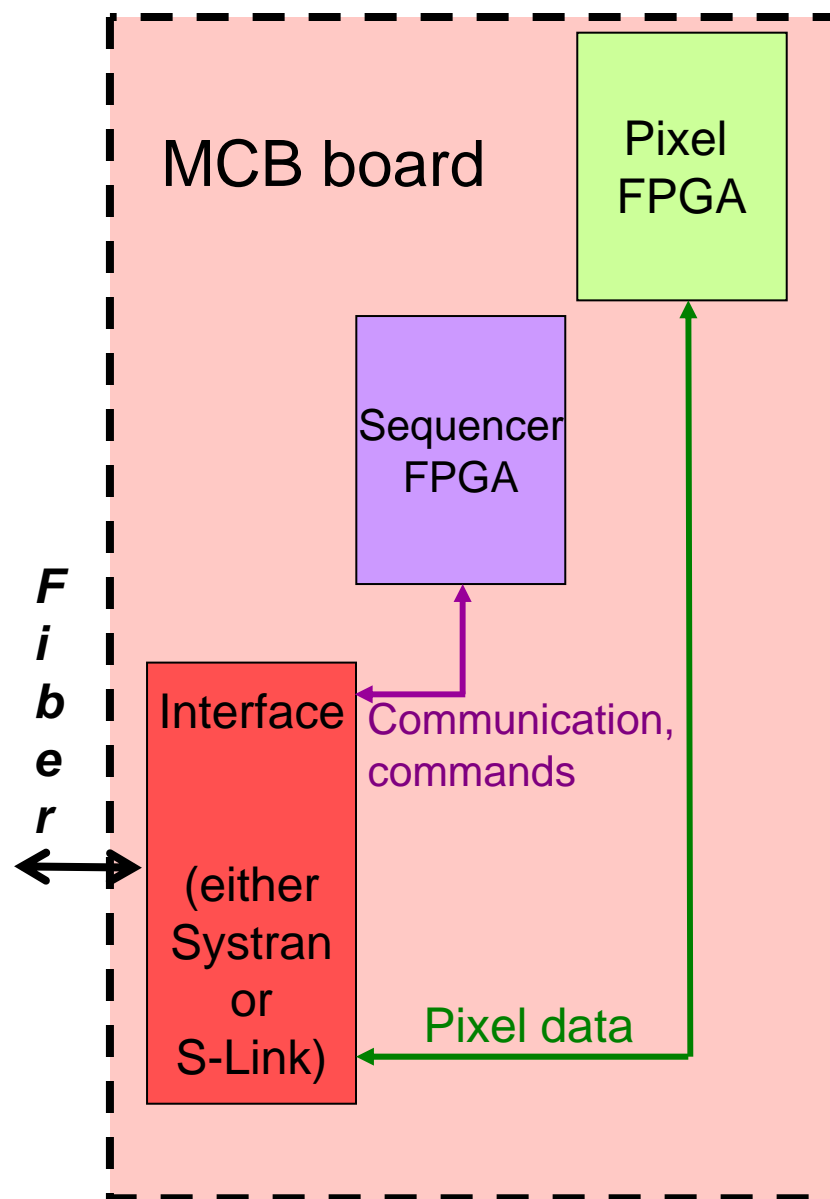 MCB board
Pixel
FPGA
Sequencer
FPGA
F
i
b
e
r
Interface
(either
Systran
or
S-Link)
Communication,
commands
Pixel data